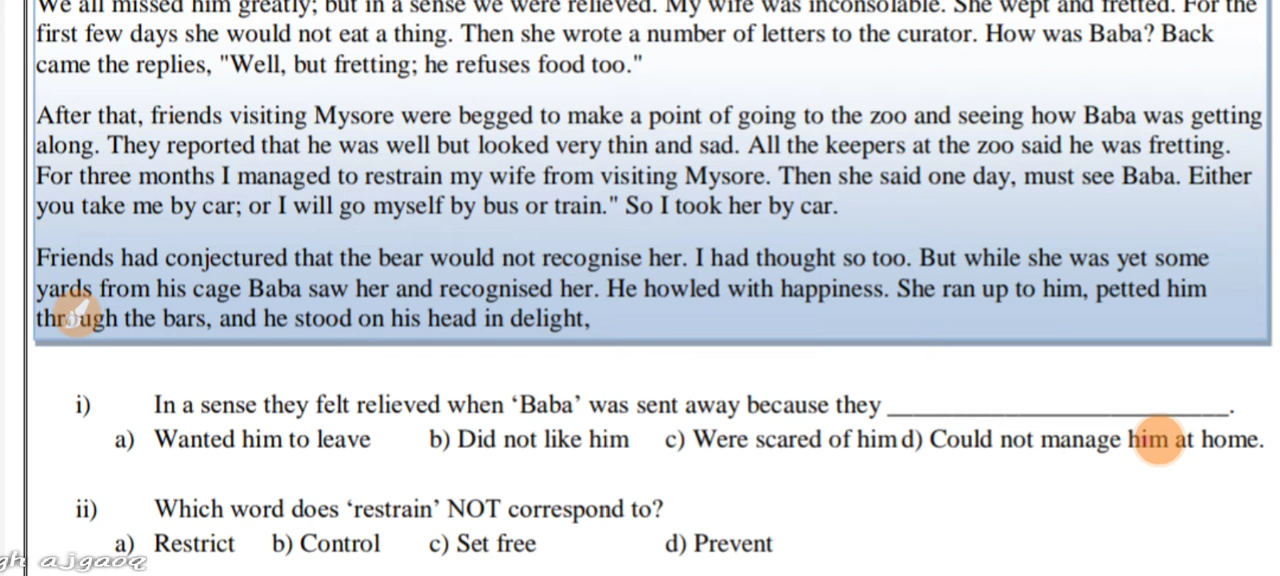 We all missed him greatly; but in a sense we were relieved. My wife was inconsolable. She wept and fretted. For the
first few days she would not eat a thing. Then she wrote a number of letters to the curator. How was Baba? Back
came the replies, "Well, but fretting; he refuses food too."
After that, friends visiting Mysore were begged to make a point of going to the zoo and seeing how Baba was getting
along. They reported that he was well but looked very thin and sad. All the keepers at the zoo said he was fretting.
For three months I managed to restrain my wife from visiting Mysore. Then she said one day, must see Baba. Either
you take me by car; or I will go myself by bus or train." So I took her by car.
Friends had conjectured that the bear would not recognise her. I had thought so too. But while she was yet some
yards from his cage Baba saw her and recognised her. He howled with happiness. She ran up to him, petted him
through the bars, and he stood on his head in delight,
i) In a sense they felt relieved when ‘Baba’ was sent away because they ___________________________.
a) Wanted him to leave b) Did not like him c) Were scared of him d) Could not manage him at home.
ii) Which word does ‘restrain’ NOT correspond to?
a) Restrict b) Control c) Set free d) Prevent